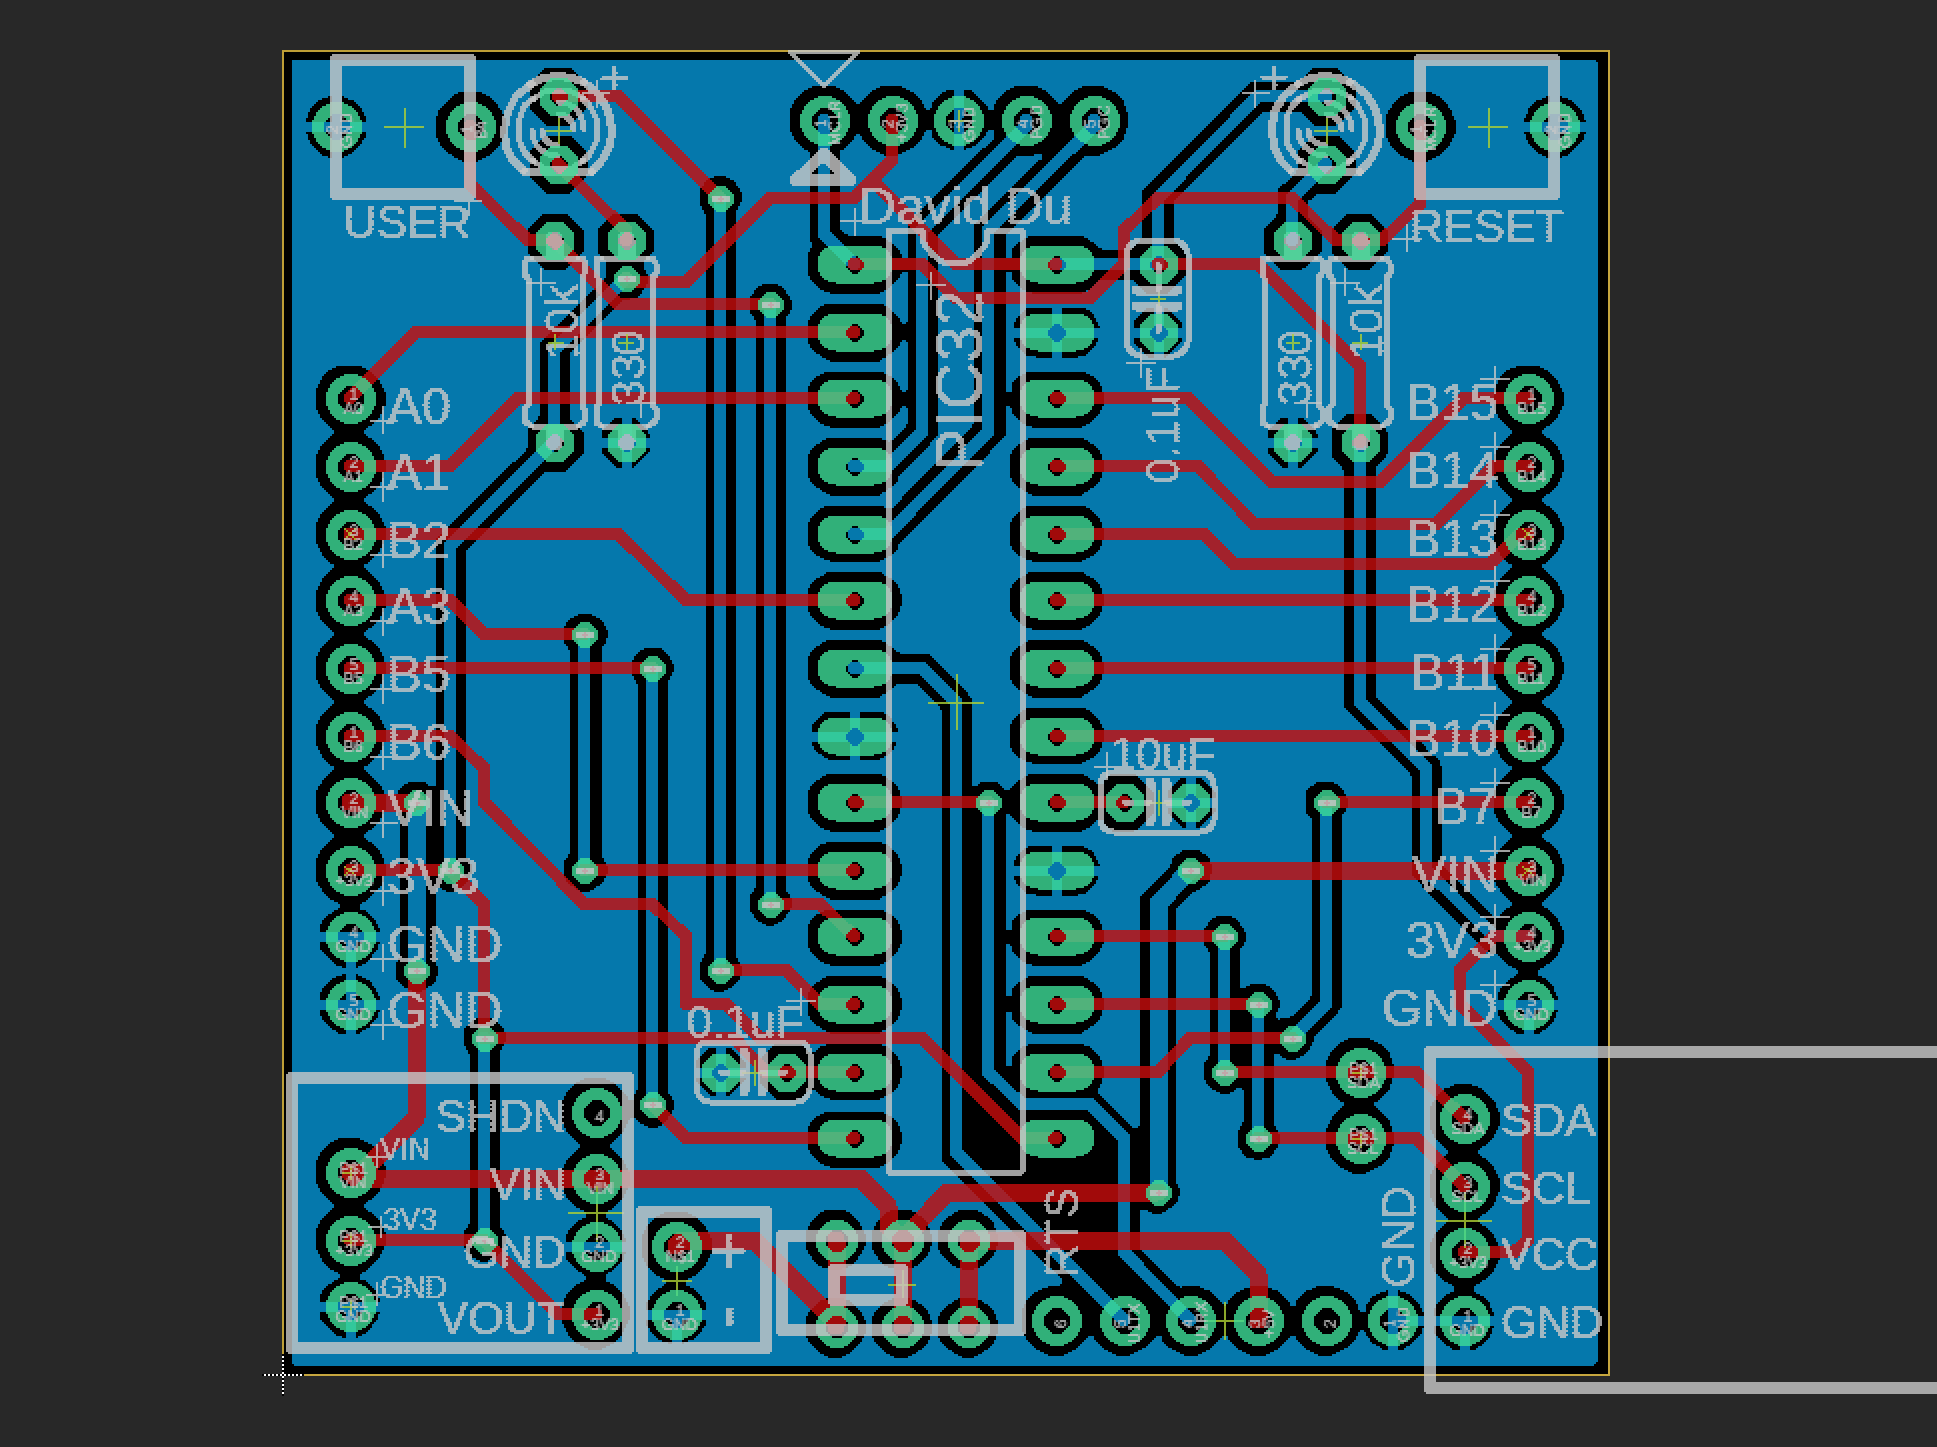 USER
RESET
David Du
PIC32
10K
330
0.1uF
330
10K
A0
A1
B2
A3
B5
B6
VIN
3V3
GND
GND
B15
B14
B13
B12
B11
B10
B7
VIN
3V3
GND
10uF
0.1uF
SHDN
VIN
VIN
3V3
GND
GND
VOUT
+
-
RTS
GND
SDA
SCL
VCC
GND